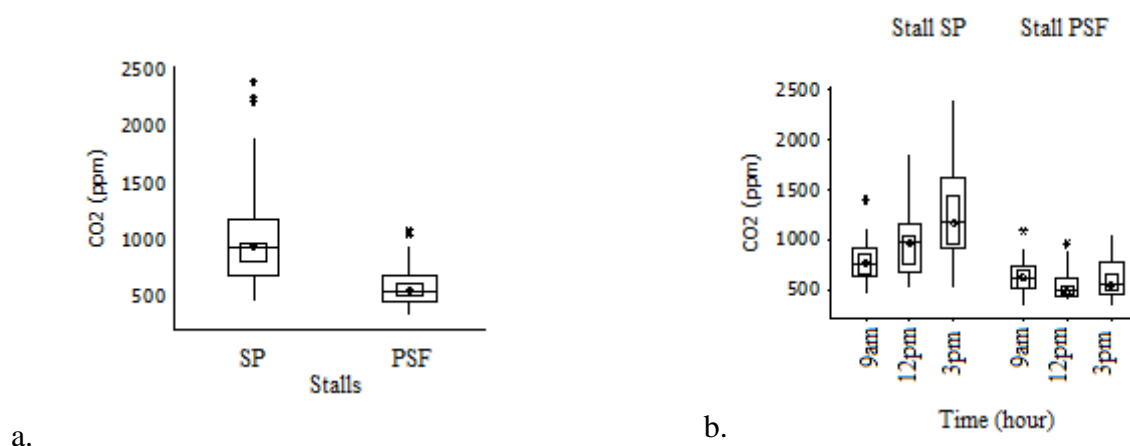 2500
2000
1500
1000
500
CO2 (ppm)
SP PSF
Stalls
a.
Stall SP Stall PSF
2500
2000
1500
1000
500
CO2 (ppm)
9am 12pm 3pm 9am 12pm 3pm
Time (hour)
b.